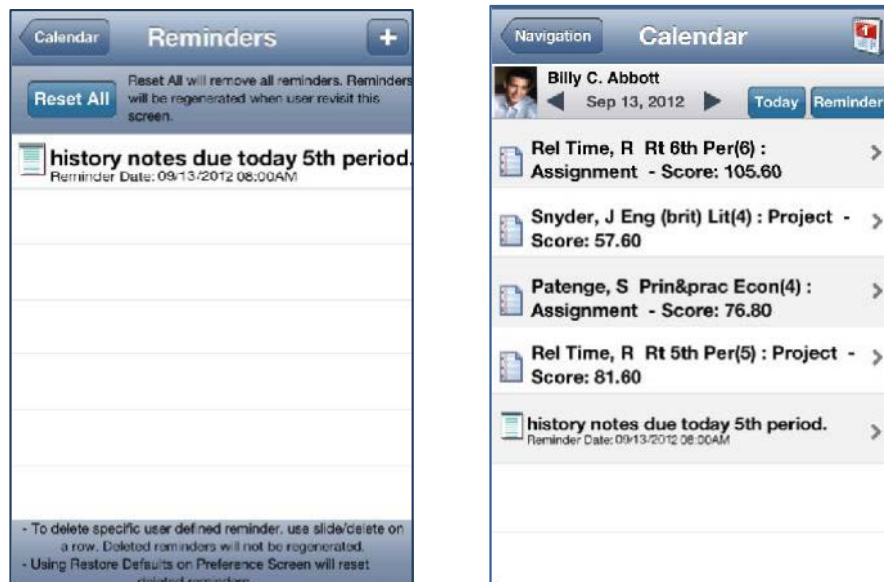 Calendar
Reminders
+
Reset All
Reset All will remove all reminders. Reminders
will be regenerated when user revisit this
screen.
history notes due today 5th period.
Reminder Date: 09/13/2012 08:00AM
- To delete specific user defined reminder, use slide/delete on
a row. Deleted reminders will not be regenerated.
- Using Restore Defaults on Preference Screen will reset
deleted reminders
Navigation
Calendar
1
Billy C. Abbott
Sep 13, 2012
Today
Reminder
Rel Time, R Rt 6th Per(6) :
Assignment - Score: 105.60
Snyder, J Eng (brit) Lit(4) : Project -
Score: 57.60
Patenge, S Prin&prac Econ(4) :
Assignment - Score: 76.80
Rel Time, R Rt 5th Per(5) : Project -
Score: 81.60
history notes due today 5th period.
Reminder Date: 09/13/2012 08:00AM